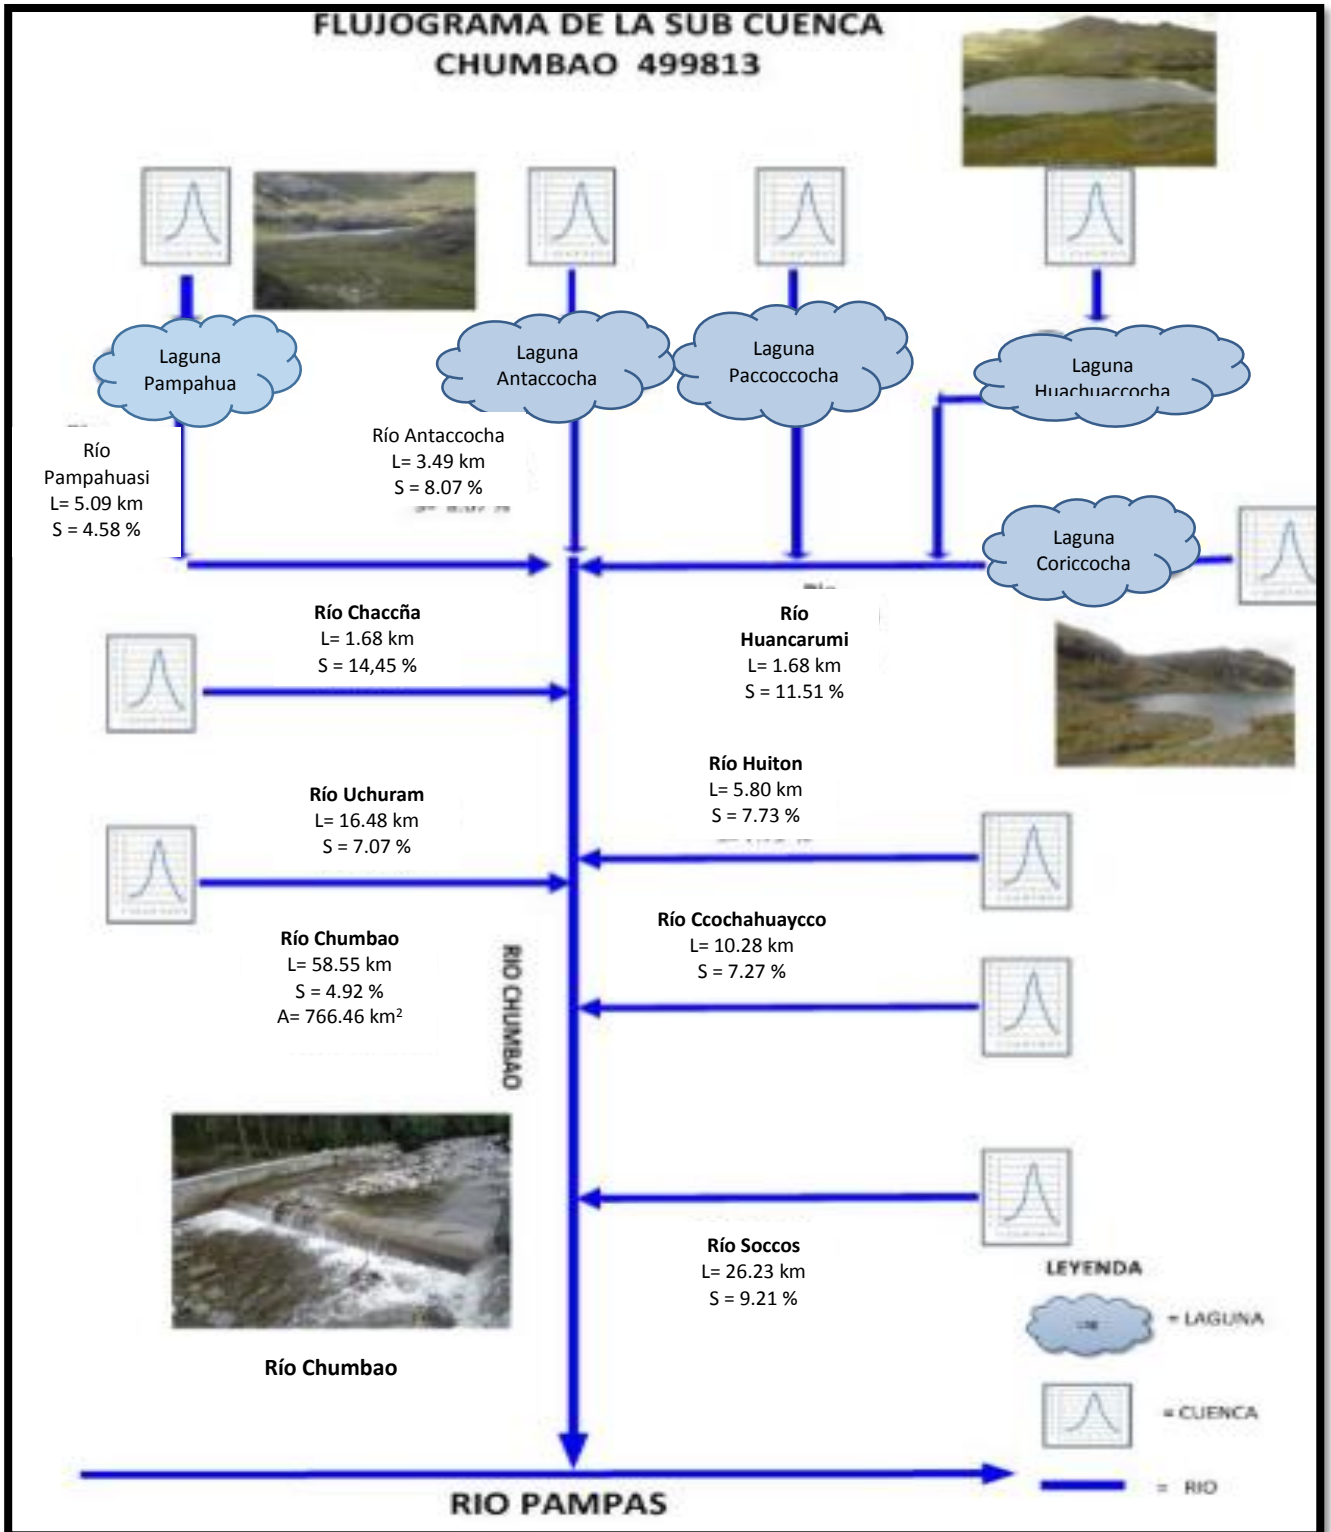 FLUJOGRAMA DE LA SUB CUENCA
CHUMBAO 499813
Laguna
Pampahua
Laguna
Antaccocha
Laguna
Paccoccocha
Laguna
Huachuaccocha
Río
Pampahuasi
L= 5.09 km
S = 4.58 %
Río Antaccocha
L= 3.49 km
S = 8.07 %
Laguna
Coriccocha
Río Chaccña
L= 1.68 km
S = 14,45 %
Río
Huancarumi
L= 1.68 km
S = 11.51 %
Río Huiton
L= 5.80 km
S = 7.73 %
Río Uchuram
L= 16.48 km
S = 7.07 %
Río Ccochahuaycco
L= 10.28 km
S = 7.27 %
Río Chumbao
L= 58.55 km
S = 4.92 %
A= 766.46 km²
RIO CHUMBAO
Río Soccos
L= 26.23 km
S = 9.21 %
Río Chumbao
LEYENDA
= LAGUNA
= CUENCA
= RIO
RIO PAMPAS